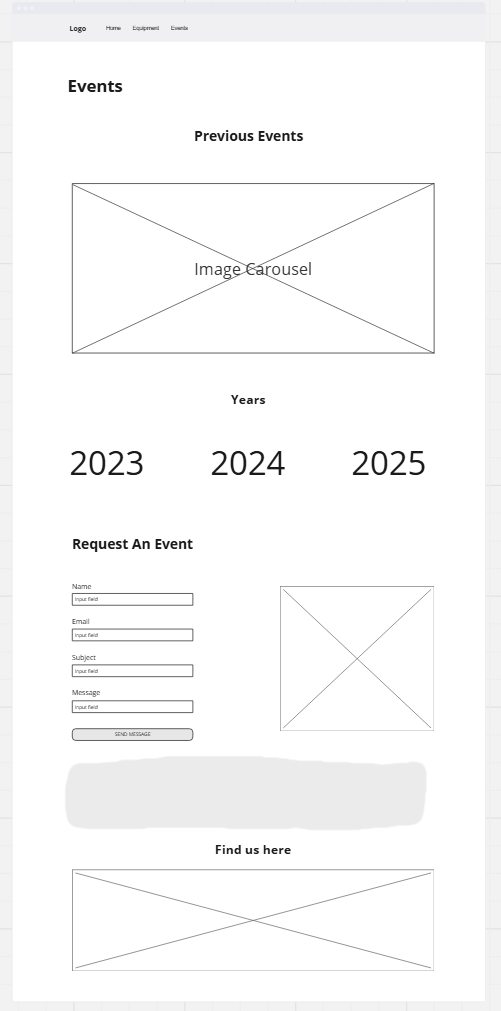 Logo Home Equipment Events
Events
Previous Events
Image Carousel
Years
2023 2024 2025
Request An Event
Name
Input field
Email
Input field
Subject
Input field
Message
Input field
SEND MESSAGE
Find us here